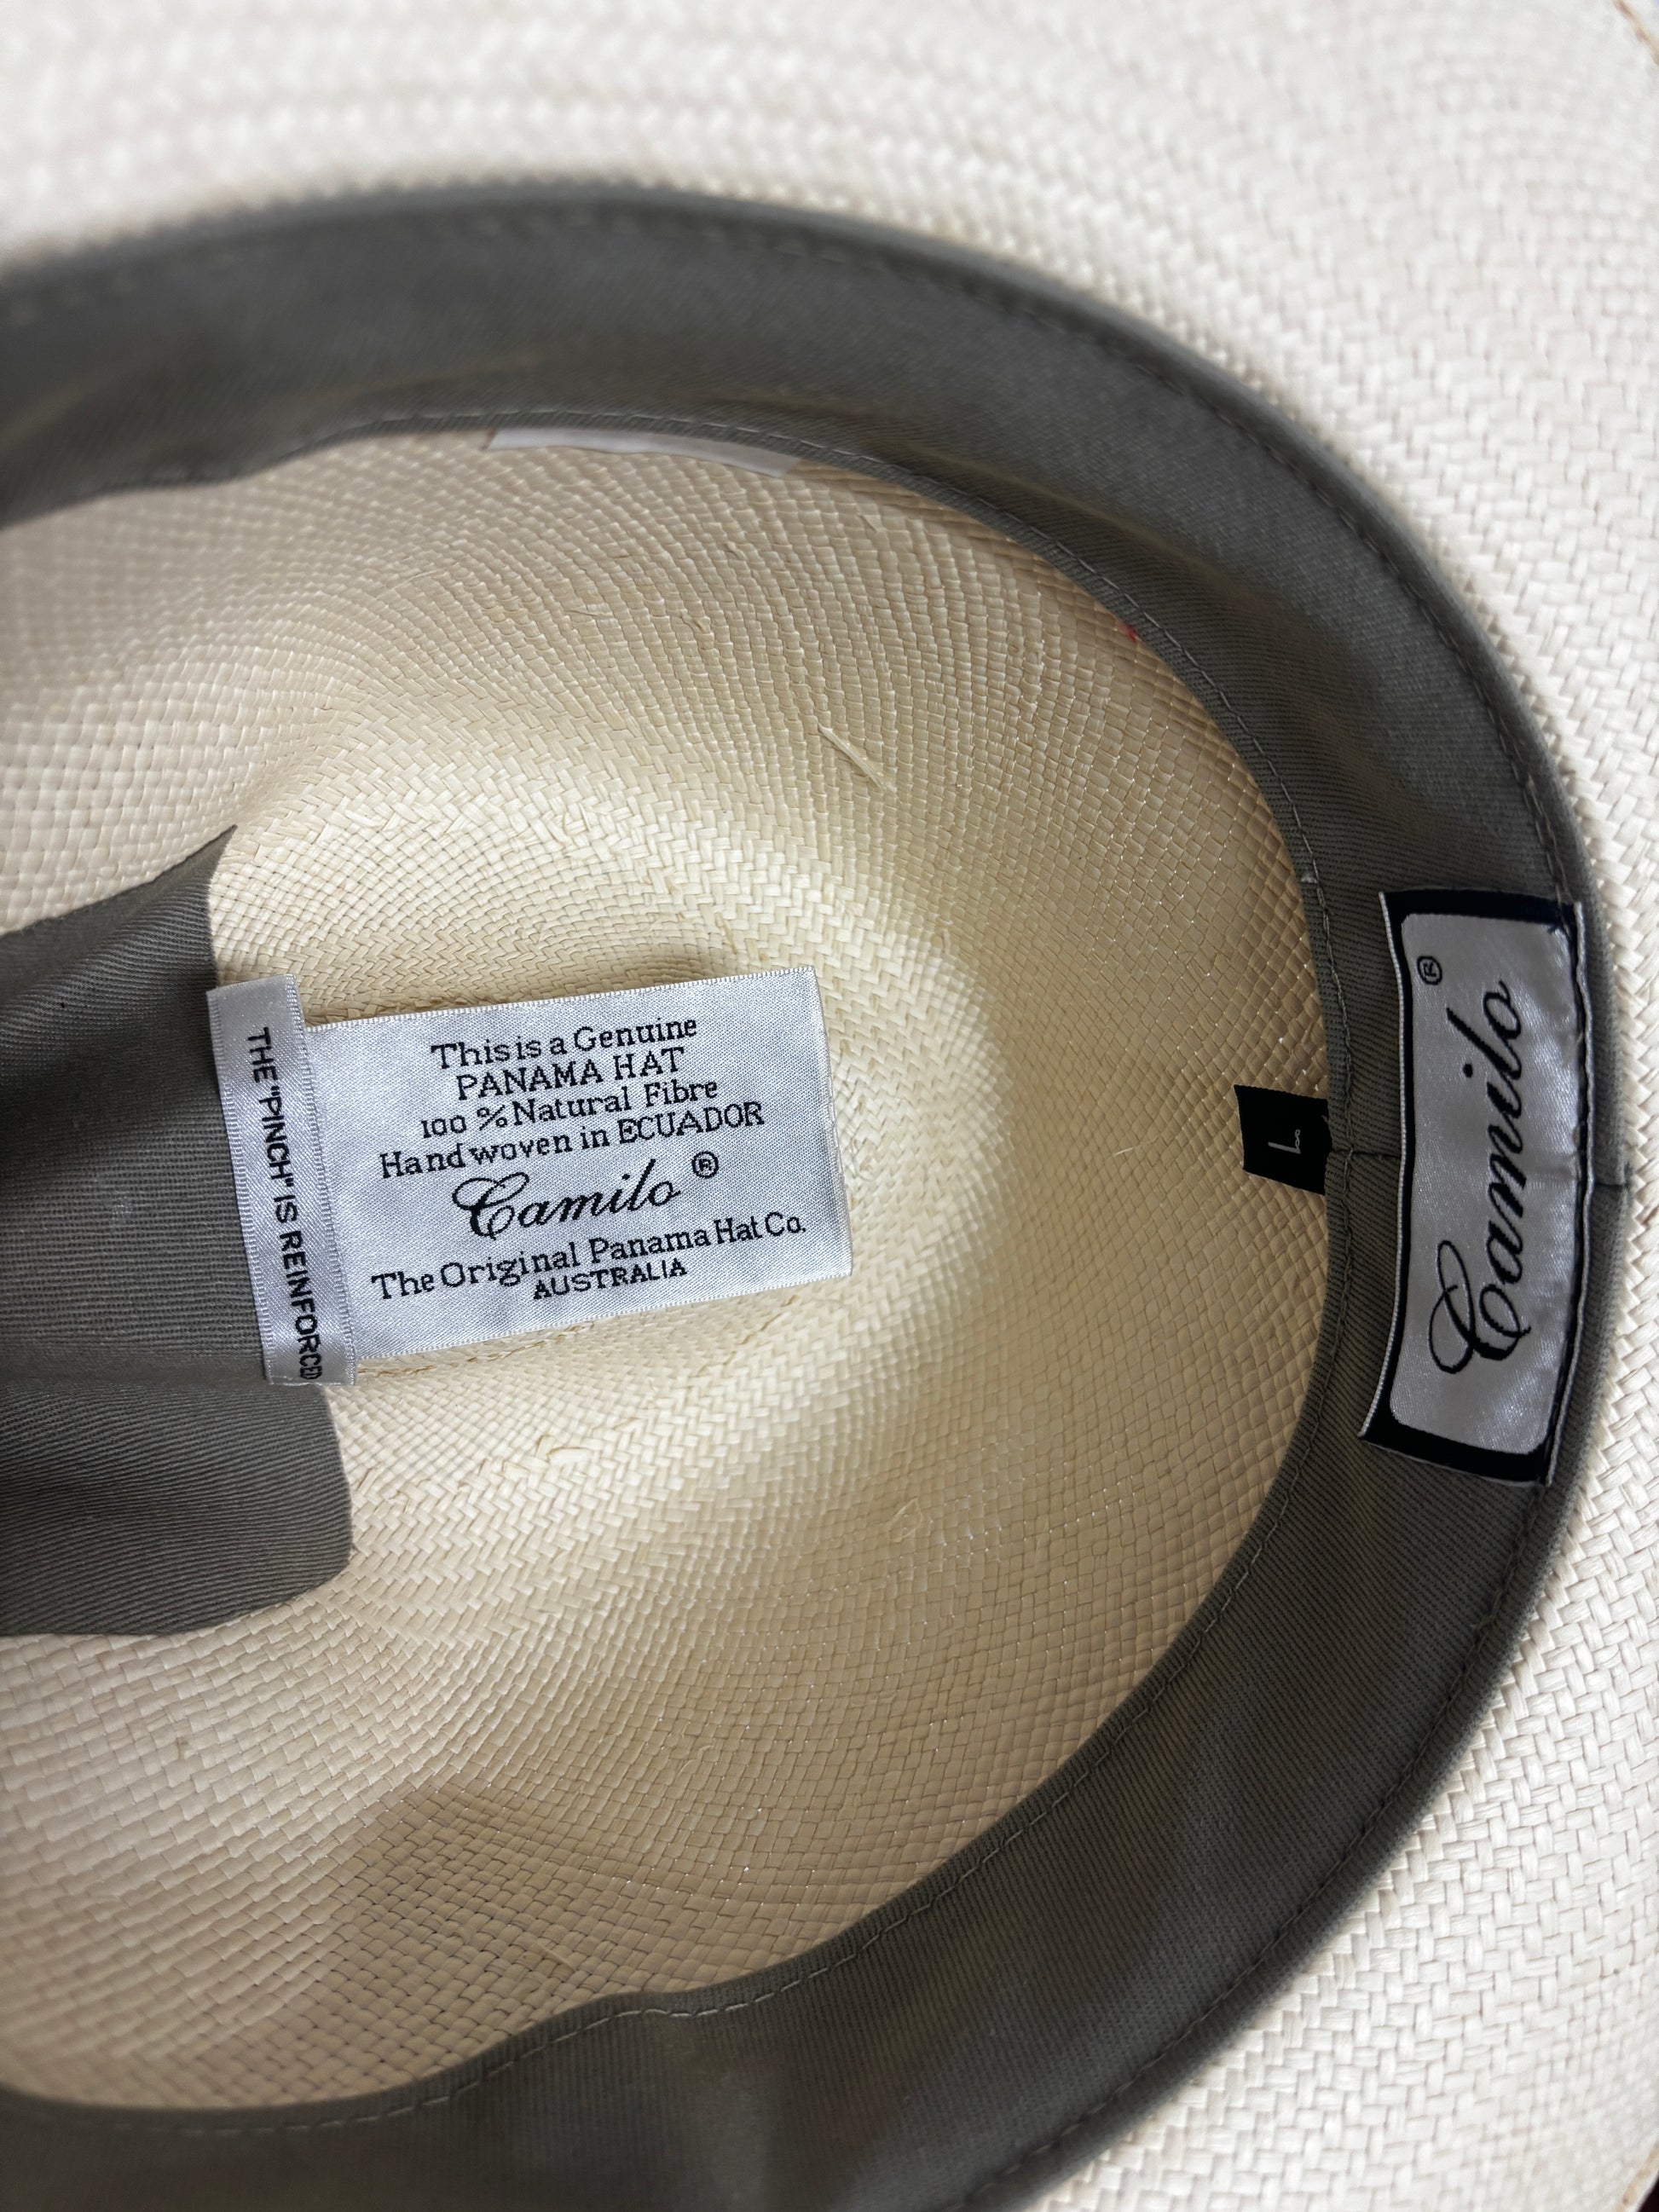 THE "PINCH" IS REINFORCED
This is a Genuine
PANAMA HAT
100 % Natural Fibre
Hand woven in ECUADOR
Camilo ®
The Original Panama Hat Co.
AUSTRALIA
L
Camilo ®